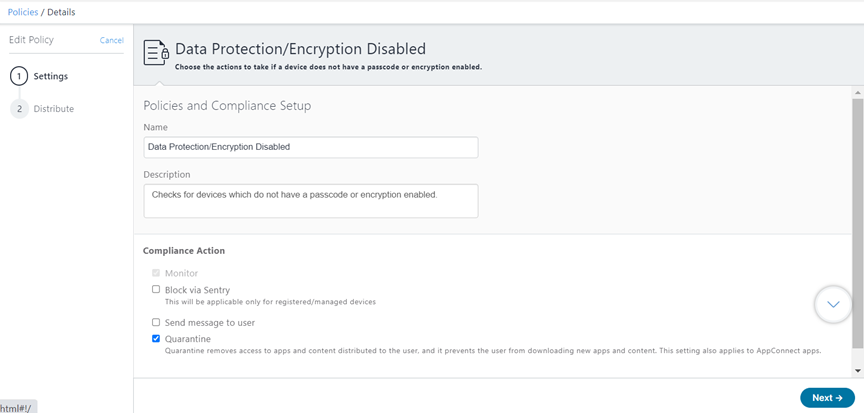 Policies / Details
Edit Policy
Cancel
1 Settings
2 Distribute
Data Protection/Encryption Disabled
Choose the actions to take if a device does not have a passcode or encryption enabled.
Policies and Compliance Setup
Name
Data Protection/Encryption Disabled
Description
Checks for devices which do not have a passcode or encryption enabled.
Compliance Action
Monitor
Block via Sentry
This will be applicable only for registered/managed devices
Send message to user
Quarantine
Quarantine removes access to apps and content distributed to the user, and it prevents the user from downloading new apps and content. This setting also applies to AppConnect apps.
Next →
html#!/